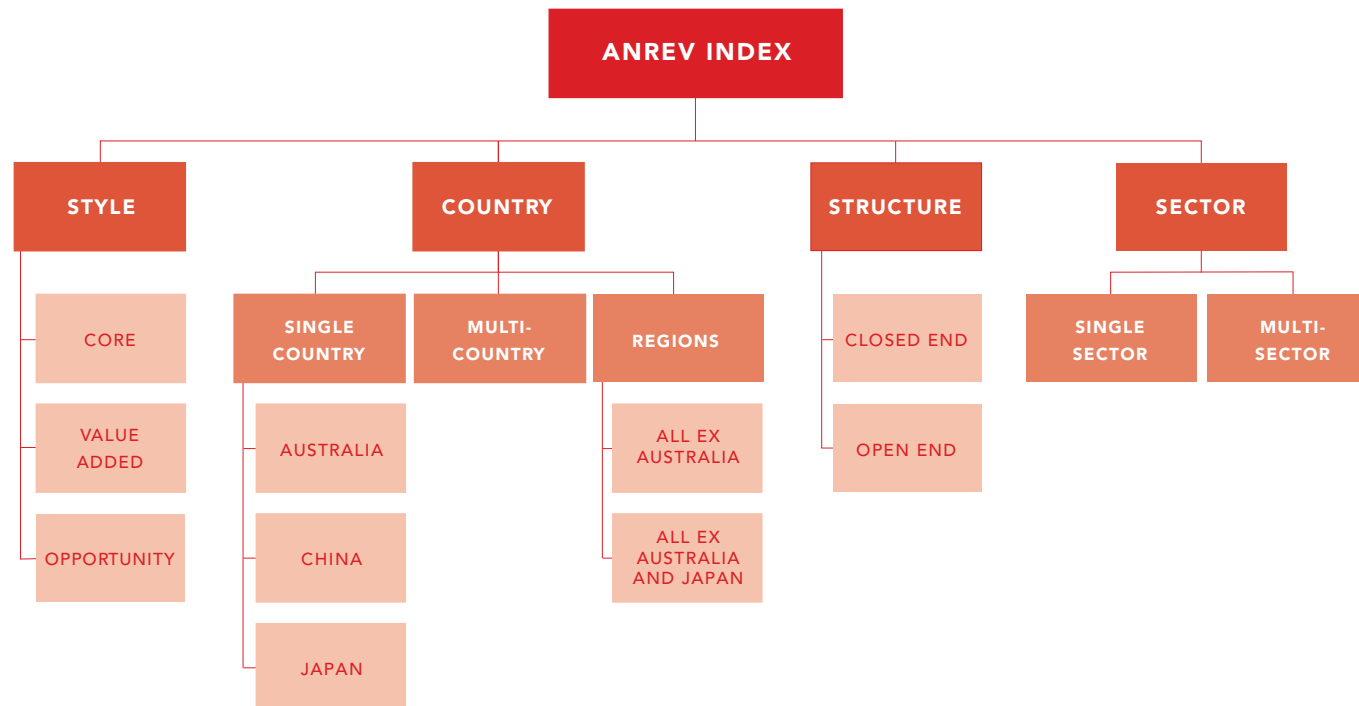 ANREV INDEX
STYLE
COUNTRY
STRUCTURE
SECTOR
CORE
VALUE
ADDED
OPPORTUNITY
SINGLE
COUNTRY
MULTI-
COUNTRY
REGIONS
AUSTRALIA
CHINA
JAPAN
ALL EX
AUSTRALIA
ALL EX
AUSTRALIA
AND JAPAN
CLOSED END
OPEN END
SINGLE
SECTOR
MULTI-
SECTOR